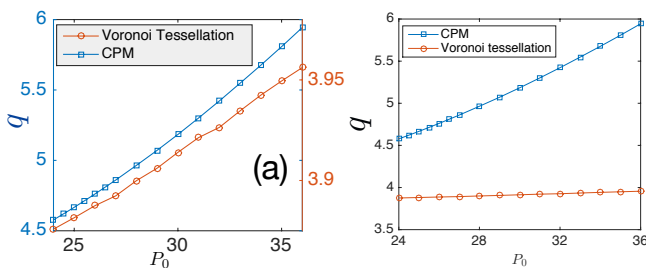 Voronoi Tessellation
CPM
6
5.5
5
4.5
q
3.95
3.9
(a)
25
30
35
P₀
CPM
Voronoi tessellation
6
5.5
5
4.5
4
3.5
q
24
28
32
36
P₀